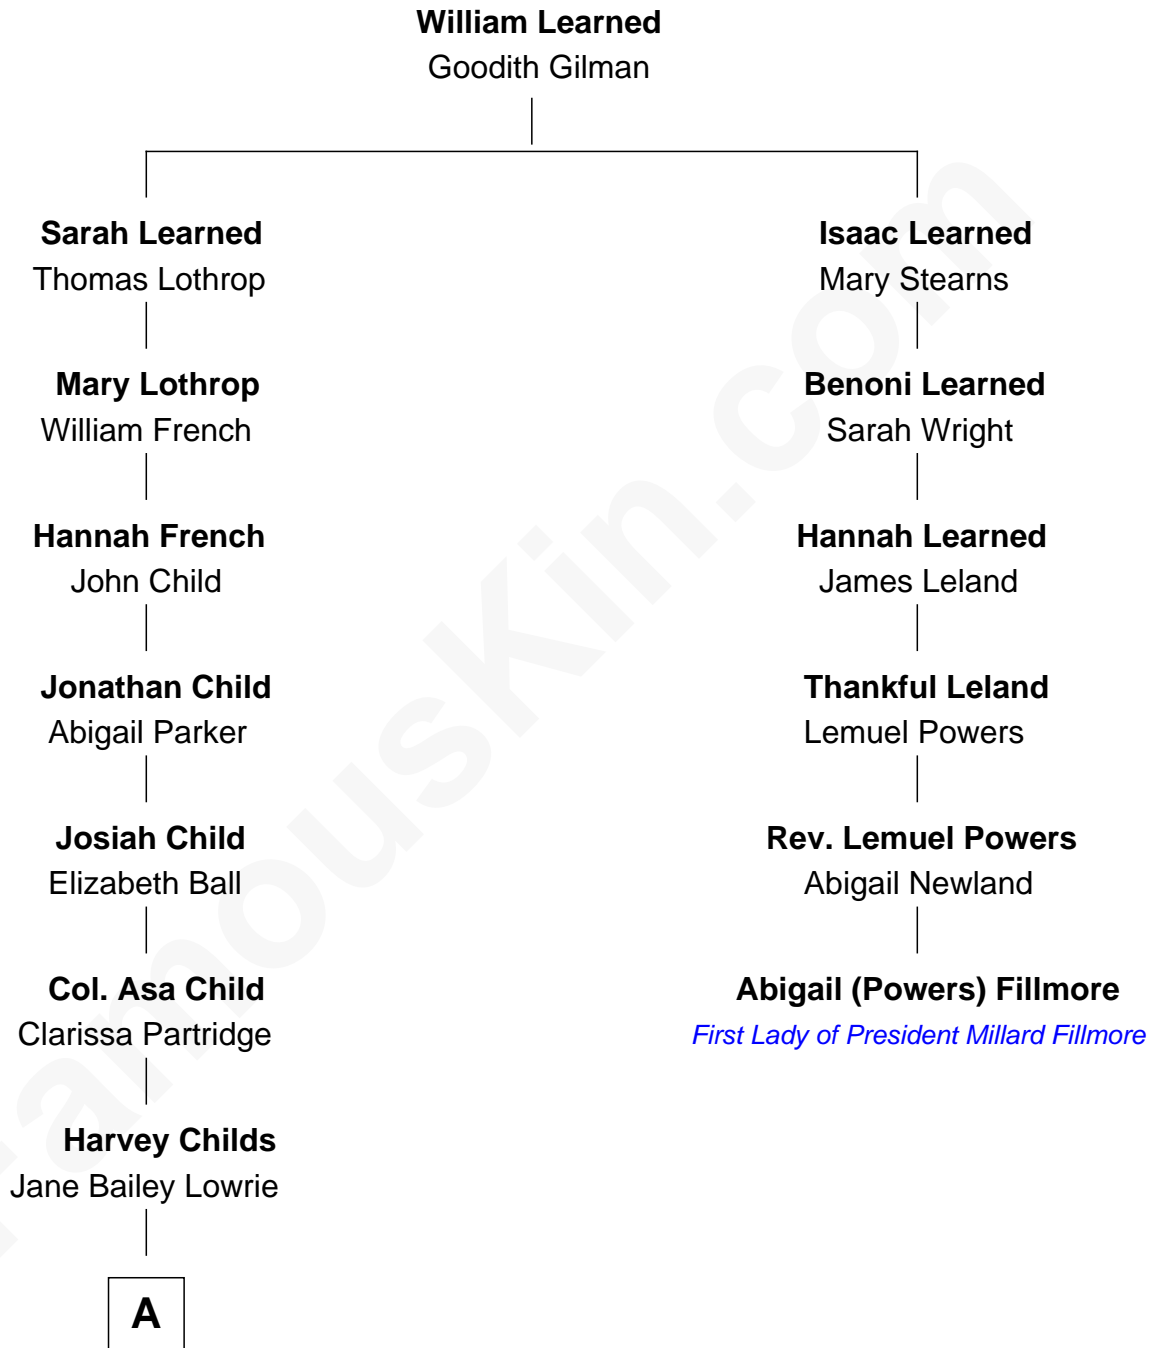 William Learned
Goodith Gilman
Sarah Learned
Thomas Lothrop
Isaac Learned
Mary Stearns
Mary Lothrop
William French
Benoni Learned
Sarah Wright
Hannah French
John Child
Hannah Learned
James Leland
Jonathan Child
Abigail Parker
Thankful Leland
Lemuel Powers
Josiah Child
Elizabeth Ball
Rev. Lemuel Powers
Abigail Newland
Col. Asa Child
Clarissa Partridge
Abigail (Powers) Fillmore
First Lady of President Millard Fillmore
Harvey Childs
Jane Bailey Lowrie
A
FamousKin.com